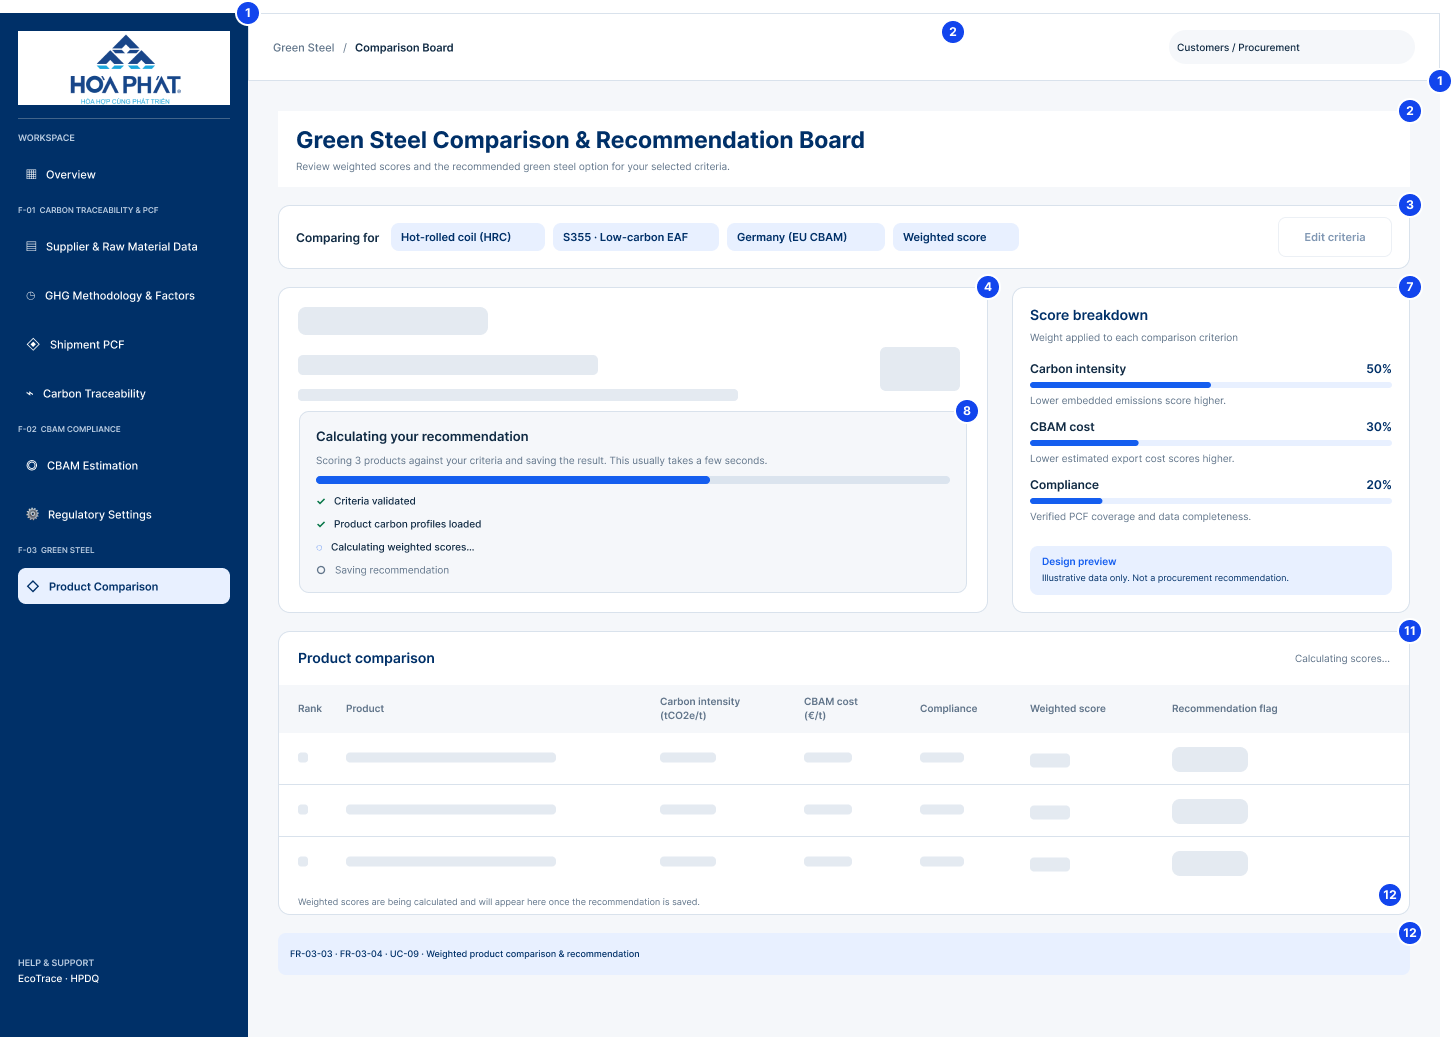 1
2
HÒA PHÁT
HÒA HỢP CÙNG PHÁT TRIỂN
Green Steel / Comparison Board
Customers / Procurement
1
WORKSPACE
Overview
F-01 CARBON TRACEABILITY & PCF
Supplier & Raw Material Data
GHG Methodology & Factors
Shipment PCF
Carbon Traceability
F-02 CBAM COMPLIANCE
CBAM Estimation
Regulatory Settings
F-03 GREEN STEEL
Product Comparison
HELP & SUPPORT
EcoTrace · HPDQ
2
Green Steel Comparison & Recommendation Board
Review weighted scores and the recommended green steel option for your selected criteria.
3
Comparing for
Hot-rolled coil (HRC)
S355 · Low-carbon EAF
Germany (EU CBAM)
Weighted score
Edit criteria
4
8
Calculating your recommendation
Scoring 3 products against your criteria and saving the result. This usually takes a few seconds.
Criteria validated
Product carbon profiles loaded
Calculating weighted scores...
Saving recommendation
7
Score breakdown
Weight applied to each comparison criterion
Carbon intensity 50%
Lower embedded emissions score higher.
CBAM cost 30%
Lower estimated export cost scores higher.
Compliance 20%
Verified PCF coverage and data completeness.
Design preview
Illustrative data only. Not a procurement recommendation.
11
Product comparison
Calculating scores...
Rank
Product
Carbon intensity
(tCO2e/t)
CBAM cost
(€/t)
Compliance
Weighted score
Recommendation flag
12
Weighted scores are being calculated and will appear here once the recommendation is saved.
12
FR-03-03 · FR-03-04 · UC-09 · Weighted product comparison & recommendation